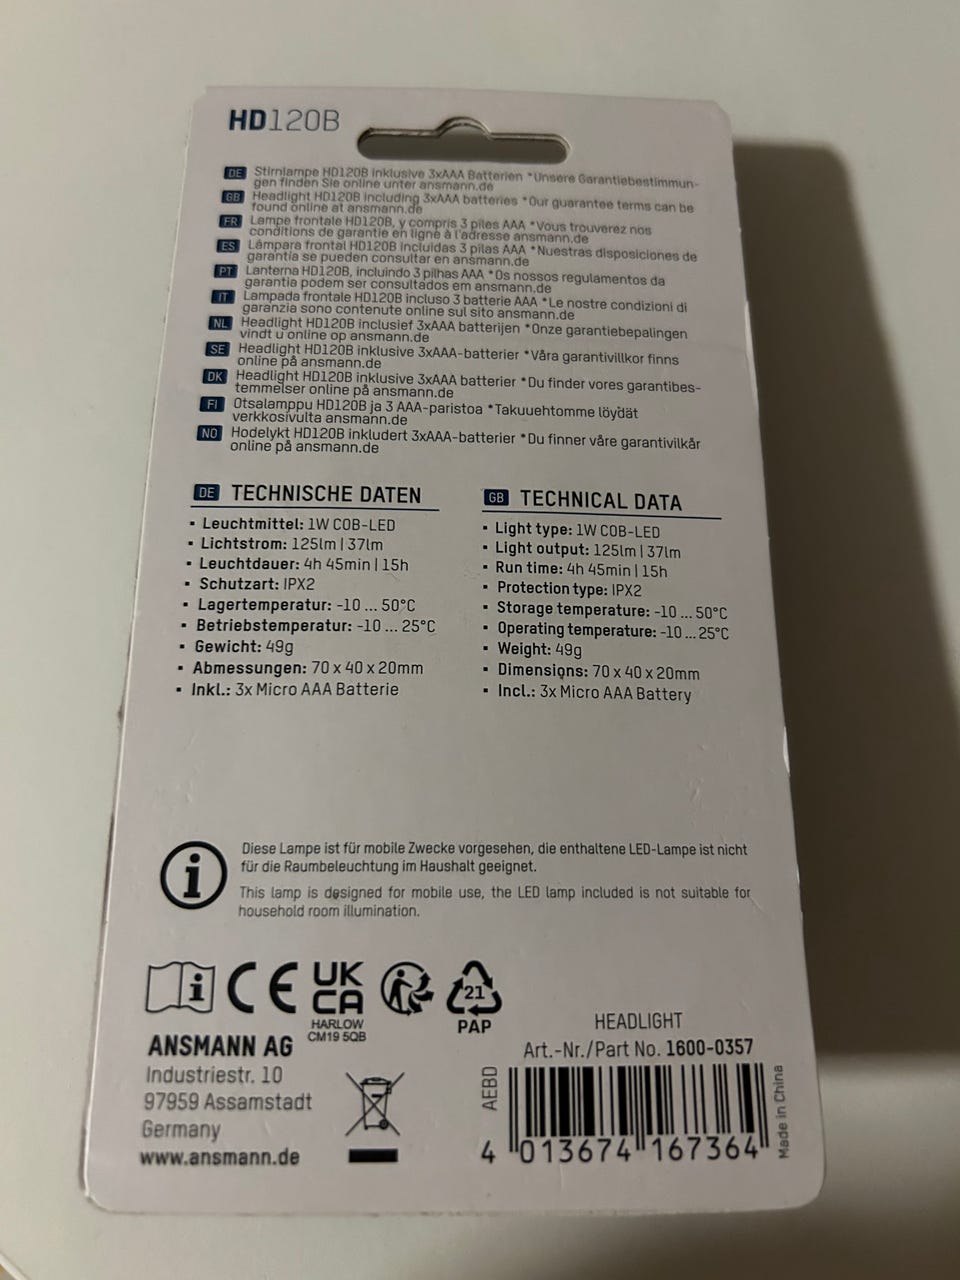 HD120B
DE Stirnlampe HD120B inklusive 3xAAA Batterien *Unsere Garantiebestimmun-
gen finden Sie online unter ansmann.de
GB Headlight HD120B including 3xAAA batteries *Our guarantee terms can be
found online at ansmann.de
FR Lampe frontale HD120B, y compris 3 piles AAA *Vous trouverez nos
conditions de garantie en ligne à l'adresse ansmann.de
ES Lámpara frontal HD120B incluidas 3 pilas AAA *Nuestras disposiciones de
garantía se pueden consultar en ansmann.de
PT Lanterna HD120B, incluindo 3 pilhas AAA *Os nossos regulamentos da
garantia podem ser consultados em ansmann.de
IT Lampada frontale HD120B incluso 3 batterie AAA *Le nostre condizioni di
garanzia sono contenute online sul sito ansmann.de
NL Headlight HD120B inclusief 3xAAA batterijen *Onze garantiebepalingen
vindt u online op ansmann.de
SE Headlight HD120B inklusive 3xAAA-batterier *Våra garantivillkor finns
online på ansmann.de
DK Headlight HD120B inklusive 3xAAA batterier *Du finder vores garantibes-
temmelser online på ansmann.de
FI Otsalamppu HD120B ja 3 AAA-paristoa *Takuuehtomme löydät
verkkosivulta ansmann.de
NO Hodelykt HD120B inkludert 3xAAA-batterier *Du finner våre garantivilkår
online på ansmann.de
DE TECHNISCHE DATEN
• Leuchtmittel: 1W COB-LED
• Lichtstrom: 125lm | 37lm
• Leuchtdauer: 4h 45min | 15h
• Schutzart: IPX2
• Lagertemperatur: -10 ... 50°C
• Betriebstemperatur: -10 ... 25°C
• Gewicht: 49g
• Abmessungen: 70 x 40 x 20mm
• Inkl.: 3x Micro AAA Batterie
GB TECHNICAL DATA
• Light type: 1W COB-LED
• Light output: 125lm | 37lm
• Run time: 4h 45min | 15h
• Protection type: IPX2
• Storage temperature: -10 ... 50°C
• Operating temperature: -10 ... 25°C
• Weight: 49g
• Dimensions: 70 x 40 x 20mm
• Incl.: 3x Micro AAA Battery
i
Diese Lampe ist für mobile Zwecke vorgesehen, die enthaltene LED-Lampe ist nicht
für die Raumbeleuchtung im Haushalt geeignet.
This lamp is designed for mobile use, the LED lamp included is not suitable for
household room illumination.
i
CE
UK
CA
HARLOW
CM19 5QB
21
PAP
ANSMANN AG
Industriestr. 10
97959 Assamstadt
Germany
www.ansmann.de
HEADLIGHT
Art.-Nr./Part No. 1600-0357
AEBD
4 013674 167364
Made in China